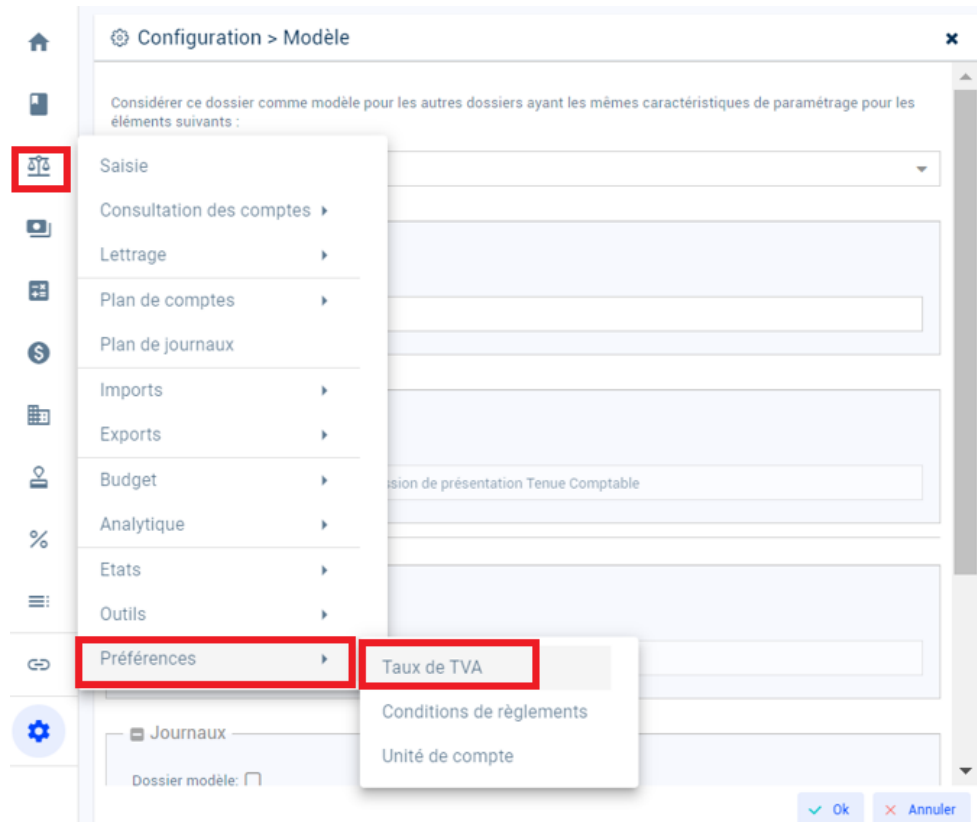 Configuration > Modèle
Considérer ce dossier comme modèle pour les autres dossiers ayant les mêmes caractéristiques de paramétrage pour les
éléments suivants :
Saisie
Consultation des comptes
Lettrage
Plan de comptes
Plan de journaux
Imports
Exports
Budget
Analytique
Etats
Outils
Préférences
Taux de TVA
Conditions de règlements
Unité de compte
de présentation Tenue Comptable
Journaux
Dossier modèle:
Ok
Annuler